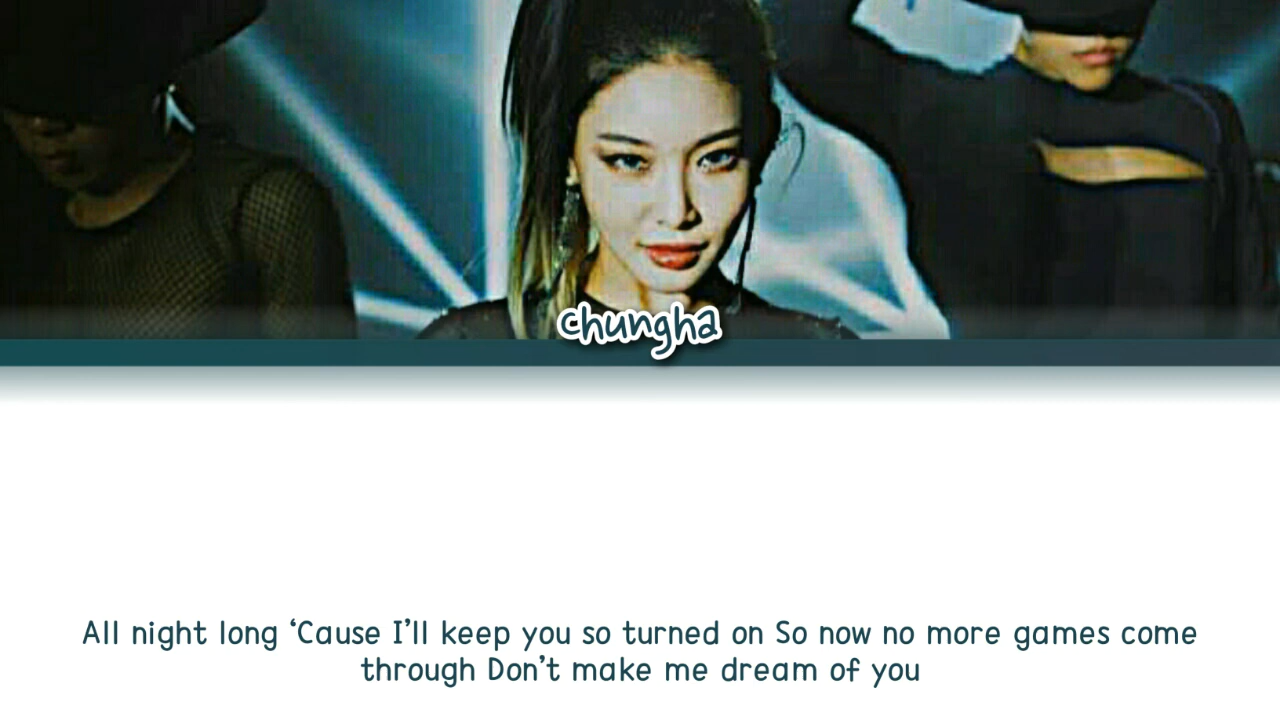 chungha
All night long ‘Cause I’ll keep you so turned on So now no more games come
through Don’t make me dream of you